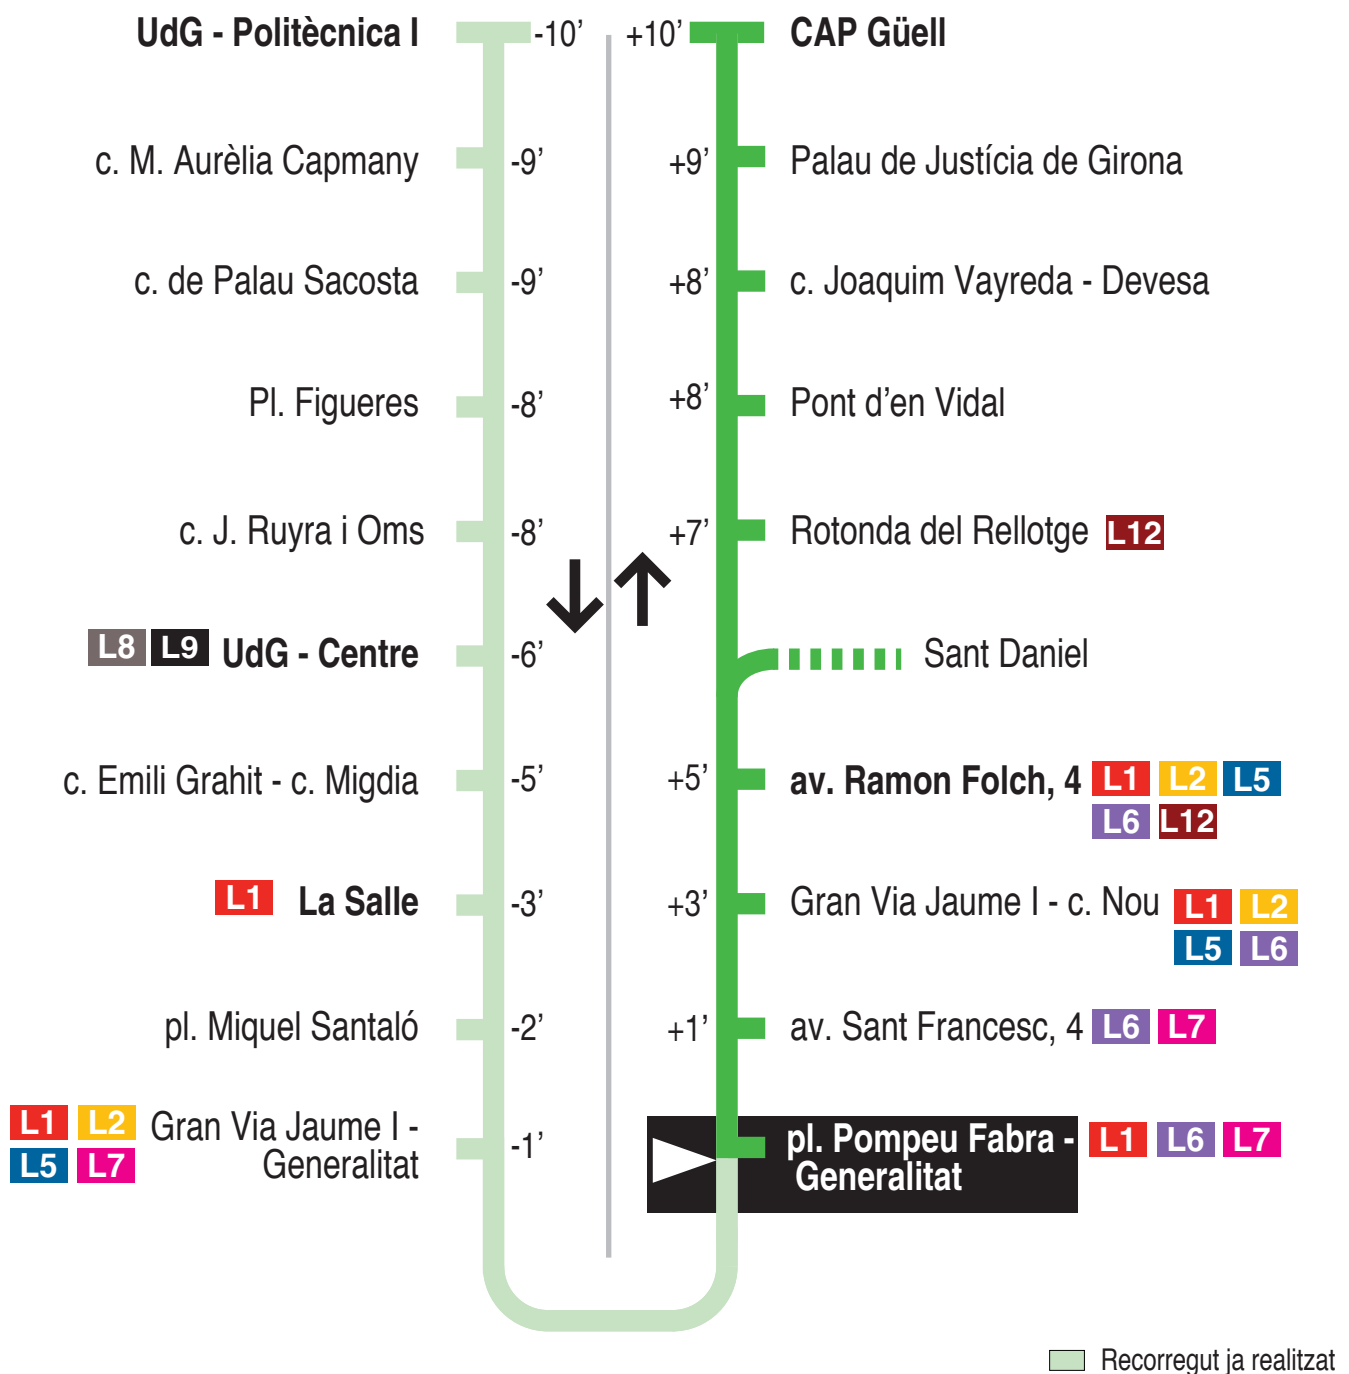 UdG - Politècnica I -10’ +10’ CAP Güell
c. M. Aurèlia Capmany -9’ +9’ Palau de Justícia de Girona
c. de Palau Sacosta -9’ +8’ c. Joaquim Vayreda - Devesa
Pl. Figueres -8’ +8’ Pont d’en Vidal
c. J. Ruyra i Oms -8’ +7’ Rotonda del Rellotge L12
L8 L9 UdG - Centre -6’ Sant Daniel
c. Emili Grahit - c. Migdia -5’ +5’ av. Ramon Folch, 4 L1 L2 L5
L6 L12
L1 La Salle -3’ +3’ Gran Via Jaume I - c. Nou L1 L2
L5 L6
pl. Miquel Santaló -2’ +1’ av. Sant Francesc, 4 L6 L7
L1 L2 Gran Via Jaume I -
L5 L7 Generalitat -1’
pl. Pompeu Fabra - L1 L6 L7
Generalitat
Recorregut ja realitzat